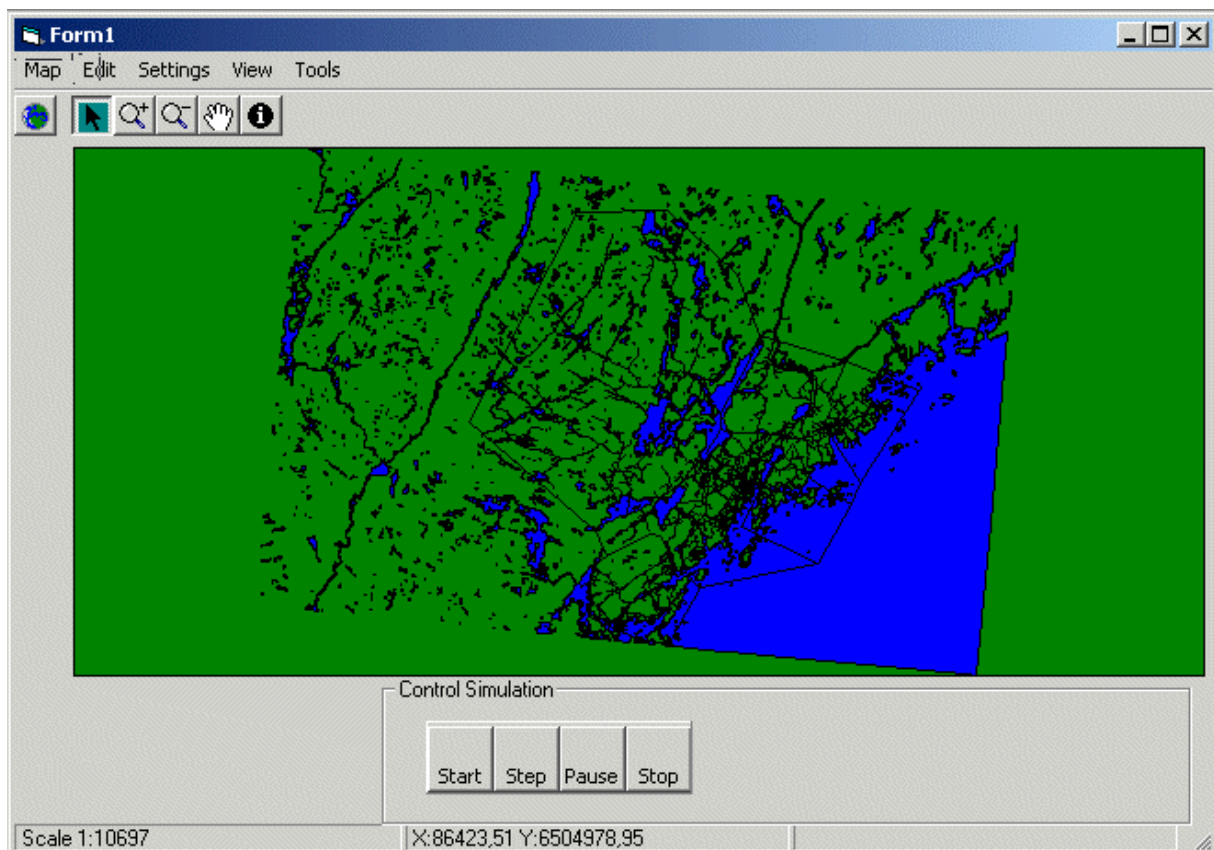 Form1
Map Edit Settings View Tools
Control Simulation
Start Step Pause Stop
Scale 1:10697 X:86423,51 Y:6504978,95